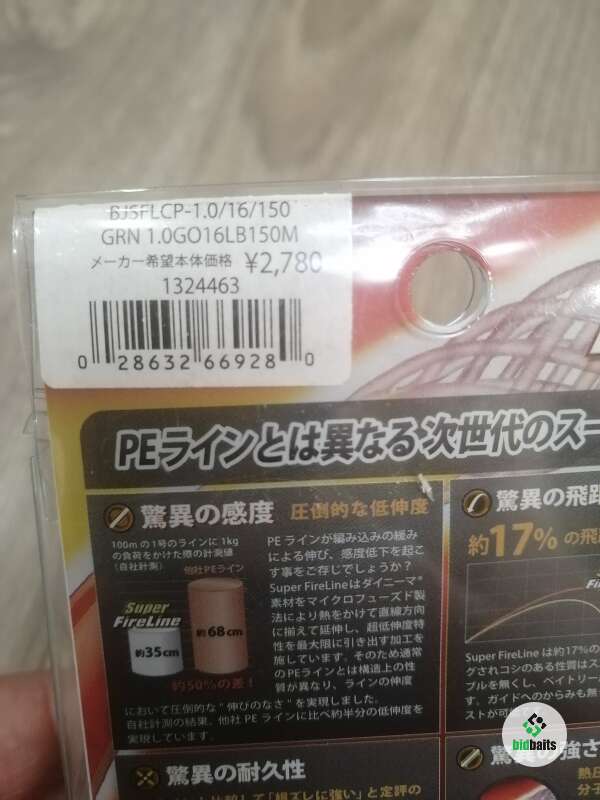 BJSFLCP-1.0/16/150
GRN 1.0GO16LB150M
メーカー希望本体価格 ¥2,780
1324463
0 28632 66928 0
PEラインとは異なる次世代のスー
驚異の感度 圧倒的な低伸度
100mの1号のラインに1kg
の負荷をかけた際の計測値
(自社計測)
他社PEライン
Super
FireLine
約35cm
約68cm
約50%の差!
PEラインが編み込みの緩み
による伸び、感度低下を起こ
す事をご存じでしょうか?
Super FireLineはダイニーマ®
素材をマイクロフューズド製
法により熱をかけて直線方向
に揃えて延伸し、超低伸度特
性を最大限に引き出す加工を
施しています。そのため通常
のPEラインとは構造上の性
質が異なり、ラインの伸度
において圧倒的な"伸びのなさ"を実現しました。
自社計測の結果、他社PEラインに比べ約半分の低伸度を
実現しています。
驚異の飛距
約17%の飛
Super FireLineは約17%の
グされコシのある性質はス
ブルを無くし、ベイトリー
す。ガイドへのからみも無
ストが可
驚異の耐久性
驚異の強さ
bidbaits